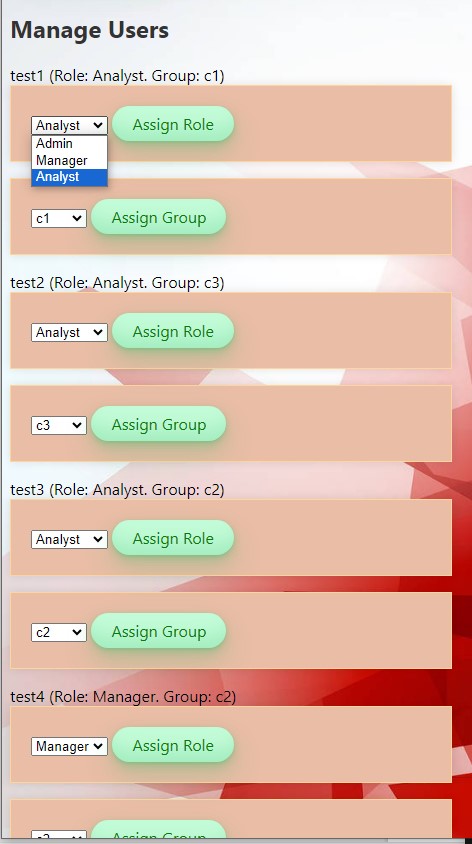 Manage Users
test1 (Role: Analyst. Group: c1)
Analyst Assign Role
Admin
Manager
Analyst
c1 Assign Group
test2 (Role: Analyst. Group: c3)
Analyst Assign Role
c3 Assign Group
test3 (Role: Analyst. Group: c2)
Analyst Assign Role
c2 Assign Group
test4 (Role: Manager. Group: c2)
Manager Assign Role
Assign Group